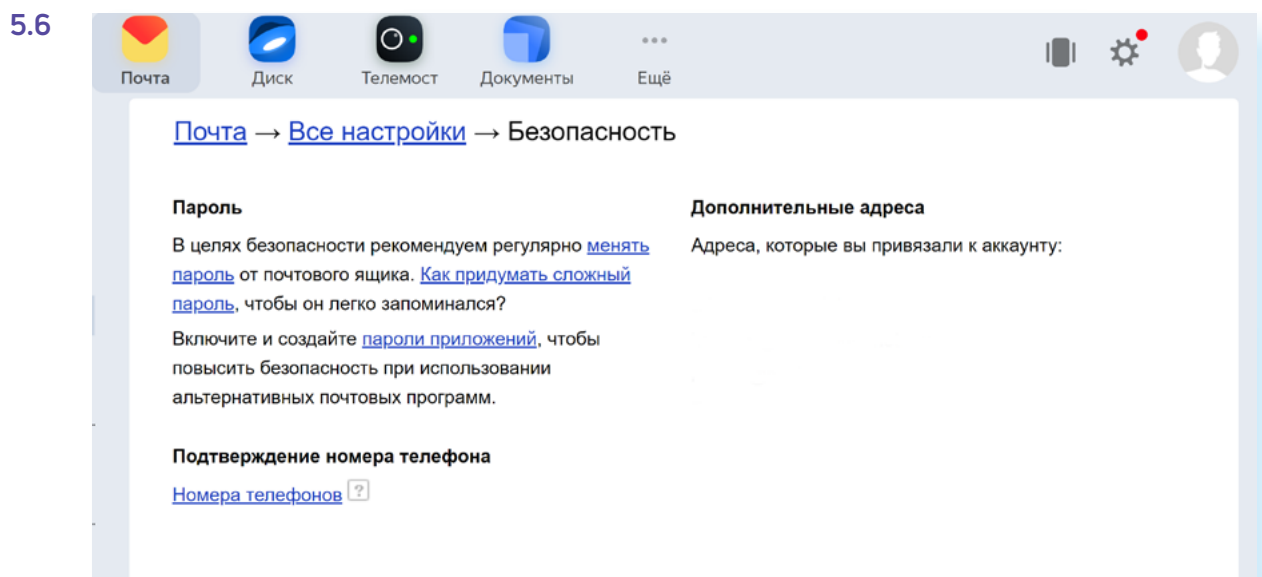 5.6
Почта Диск Телемост Документы Ещё
Почта → Все настройки → Безопасность
Пароль
В целях безопасности рекомендуем регулярно менять
пароль от почтового ящика. Как придумать сложный
пароль, чтобы он легко запоминался?
Включите и создайте пароли приложений, чтобы
повысить безопасность при использовании
альтернативных почтовых программ.
Подтверждение номера телефона
Номера телефонов ?
Дополнительные адреса
Адреса, которые вы привязали к аккаунту: